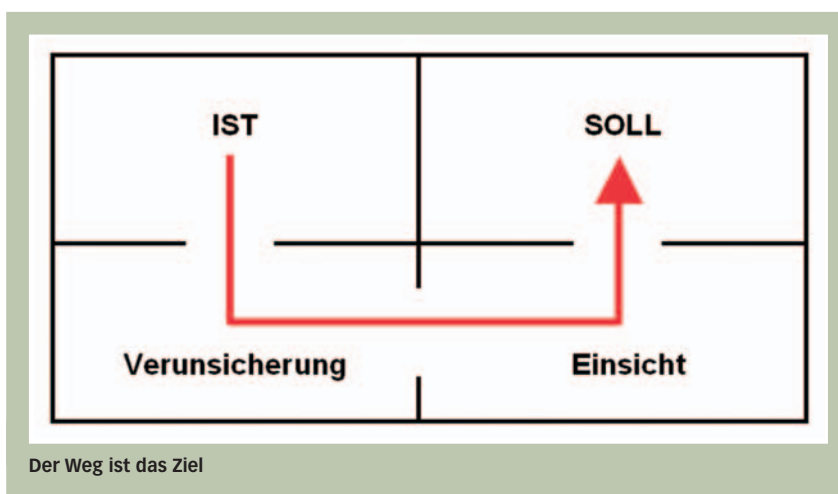 IST
SOLL
Verunsicherung
Einsicht
Der Weg ist das Ziel